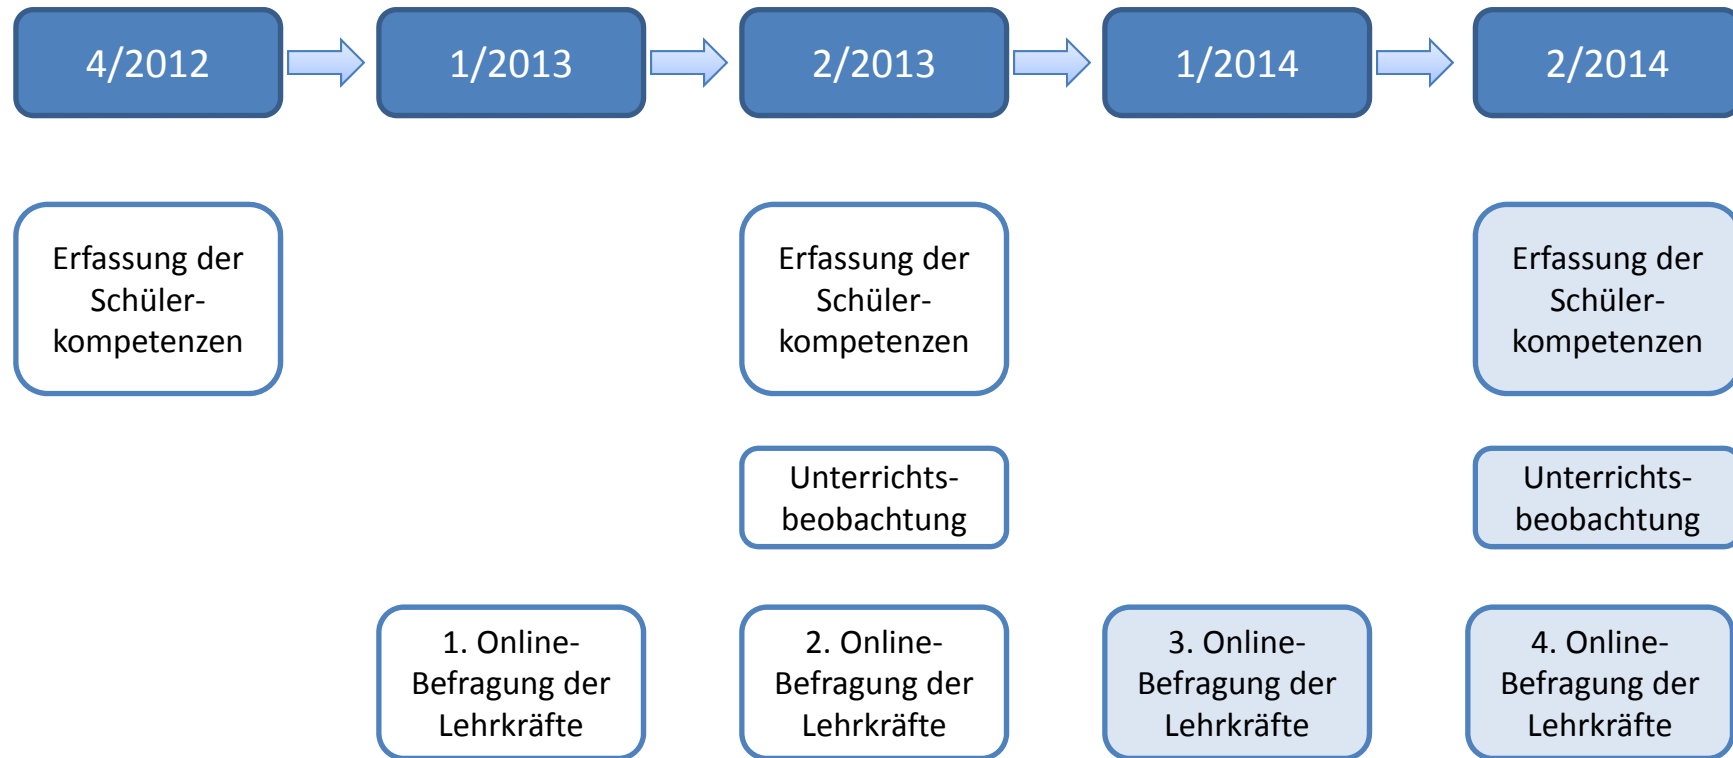 4/2012
1/2013
2/2013
1/2014
2/2014
Erfassung der
Schüler-
kompetenzen
Erfassung der
Schüler-
kompetenzen
Erfassung der
Schüler-
kompetenzen
Unterrichts-
beobachtung
Unterrichts-
beobachtung
1. Online-
Befragung der
Lehrkräfte
2. Online-
Befragung der
Lehrkräfte
3. Online-
Befragung der
Lehrkräfte
4. Online-
Befragung der
Lehrkräfte